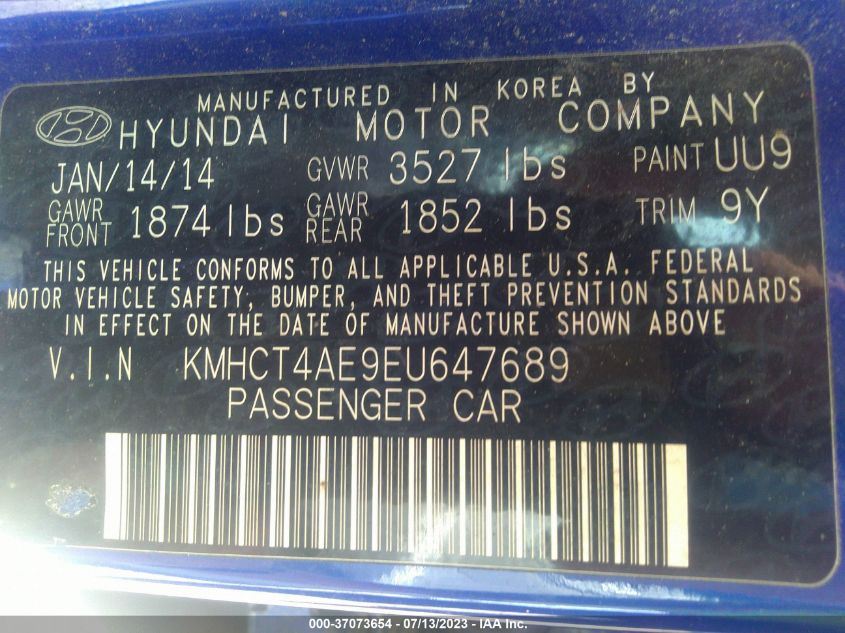 MANUFACTURED IN KOREA BY
HYUNDAI MOTOR COMPANY
JAN/14/14 GVWR 3527 lbs PAINT UU9
GAWR FRONT 1874 lbs GAWR REAR 1852 lbs TRIM 9Y
THIS VEHICLE CONFORMS TO ALL APPLICABLE U.S.A. FEDERAL
MOTOR VEHICLE SAFETY, BUMPER, AND THEFT PREVENTION STANDARDS
IN EFFECT ON THE DATE OF MANUFACTURE SHOWN ABOVE
V.I.N KMHCT4AE9EU647689
PASSENGER CAR
000-37073654 / 07/13/2023 - IAA Inc.